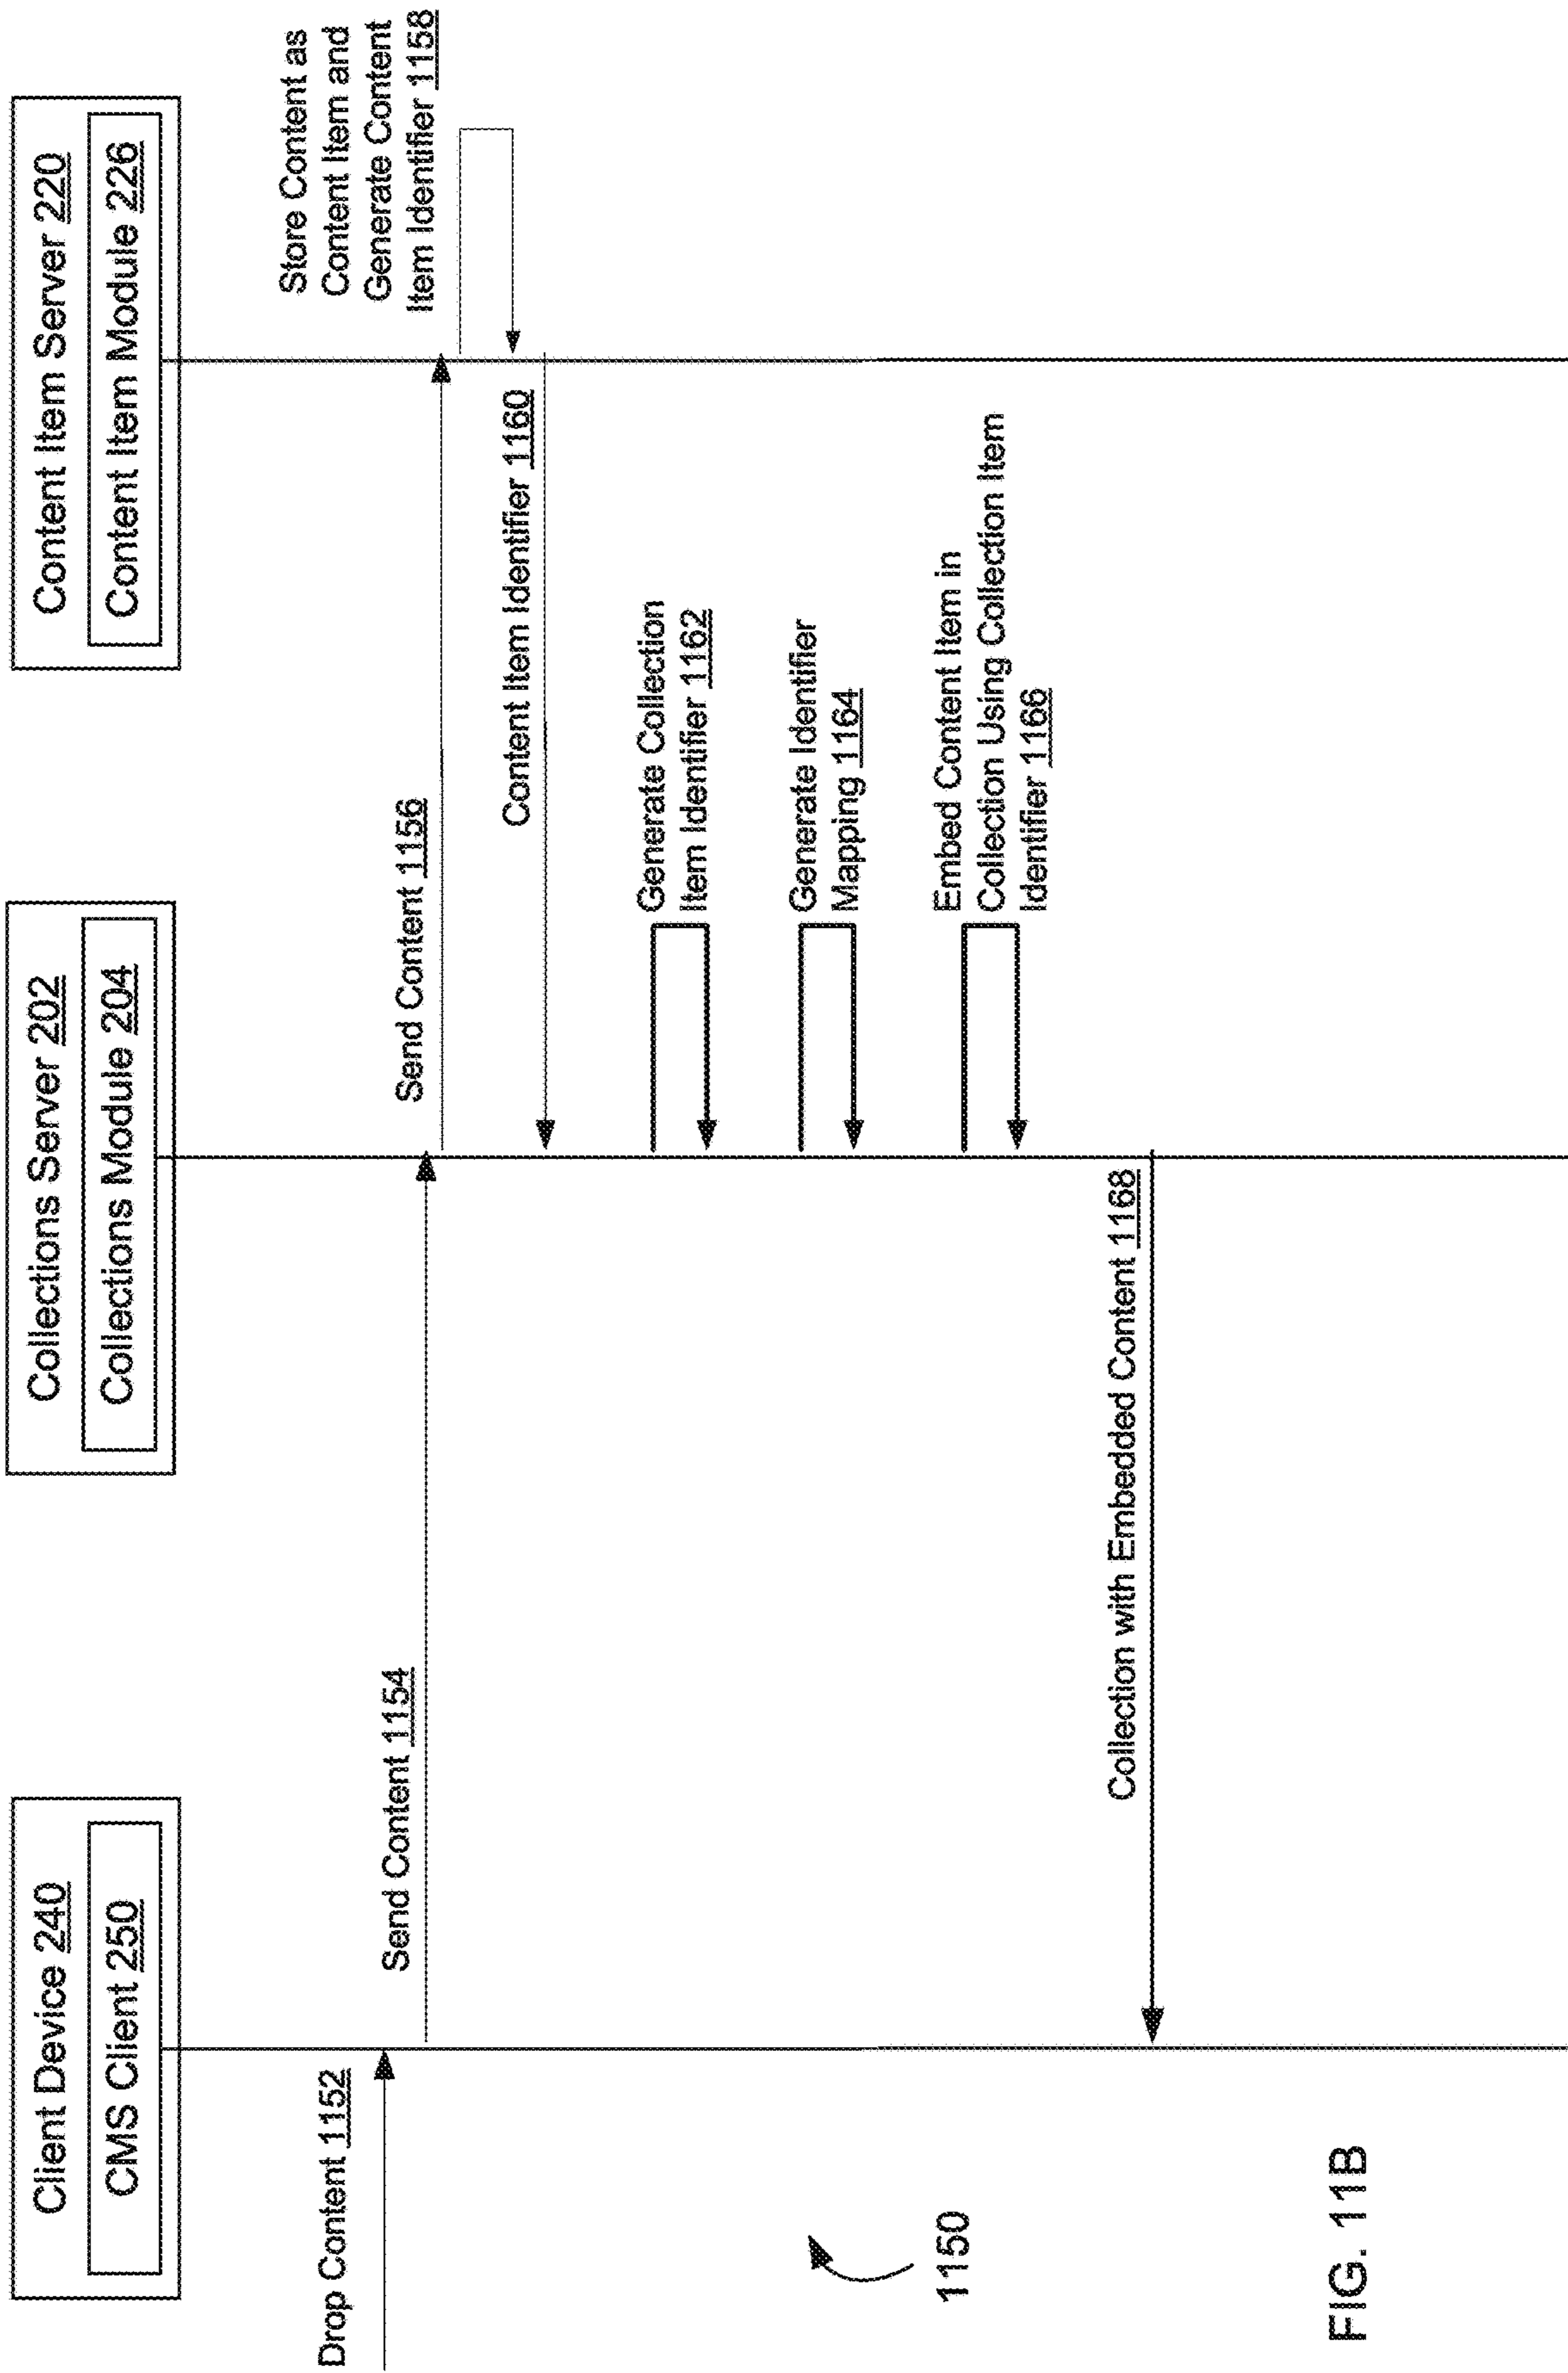 Client Device 240
CMS Client 250
Collections Server 202
Collections Module 204
Content Item Server 220
Content Item Module 226
Drop Content 1152
Send Content 1154
Send Content 1156
Store Content as
Content Item and
Generate Content
Item Identifier 1158
Content Item Identifier 1160
Generate Collection
Item Identifier 1162
Generate Identifier
Mapping 1164
Embed Content Item in
Collection Using Collection Item
Identifier 1166
Collection with Embedded Content 1168
1150
FIG. 11B